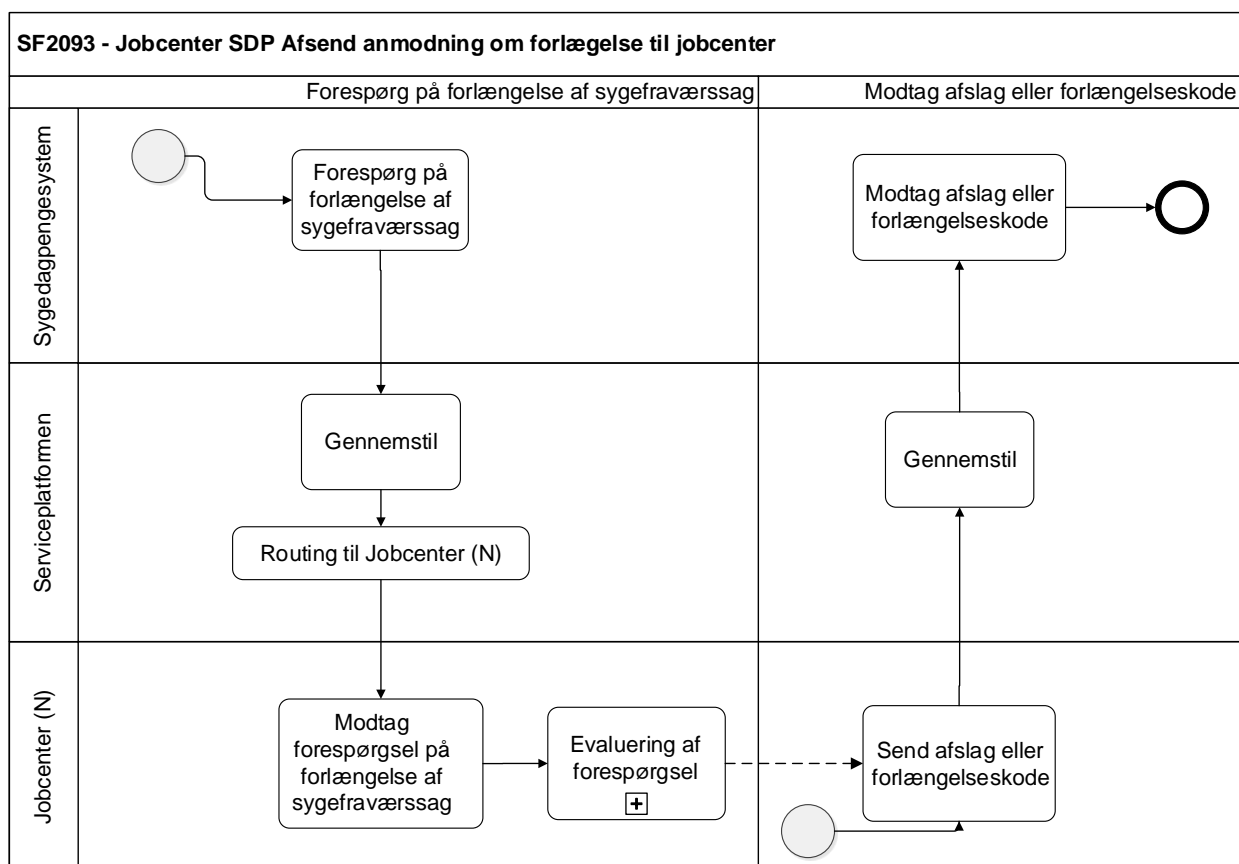 SF2093 - Jobcenter SDP Afsend anmodning om forlægelse til jobcenter
Forespørg på forlængelse af sygefraværssag
Modtag afslag eller forlængelseskode
Sygedagpengesystem
Forespørg på
forlængelse af
sygefraværssag
Modtag afslag eller
forlængelseskode
Serviceplatformen
Gennemstil
Routing til Jobcenter (N)
Gennemstil
Jobcenter (N)
Modtag
forespørgsel på
forlængelse af
sygefraværssag
Evaluering af
forespørgsel
Send afslag eller
forlængelseskode